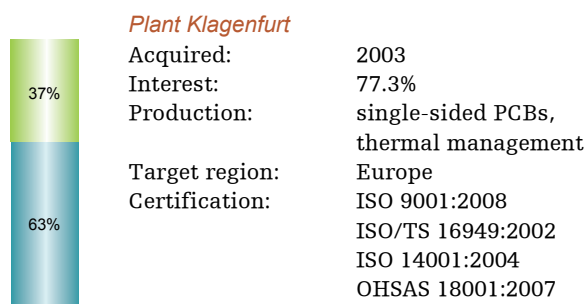 Plant Klagenfurt
37%
63%
Acquired: 2003
Interest: 77.3%
Production: single-sided PCBs,
thermal management
Target region: Europe
Certification: ISO 9001:2008
ISO/TS 16949:2002
ISO 14001:2004
OHSAS 18001:2007